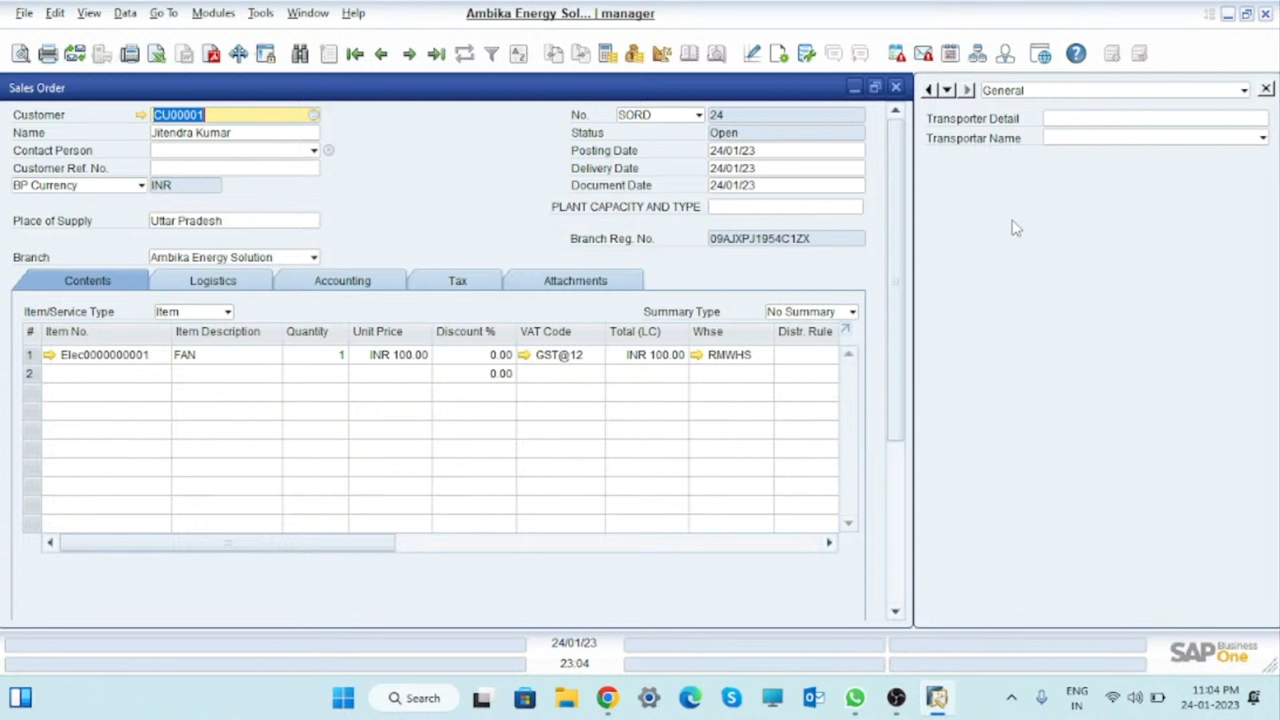 File Edit View Data Go To Modules Tools Window Help Ambika Energy Sol... | manager
Sales Order
Customer CU00001
Name Jitendra Kumar
Contact Person
Customer Ref. No.
BP Currency INR
Place of Supply Uttar Pradesh
Branch Ambika Energy Solution
No. SORD 24
Status Open
Posting Date 24/01/23
Delivery Date 24/01/23
Document Date 24/01/23
PLANT CAPACITY AND TYPE
Branch Reg. No. 09AJXPJ1954C1ZX
General
Transporter Detail
Transportar Name
Contents Logistics Accounting Tax Attachments
Item/Service Type Item Summary Type No Summary
# Item No. Item Description Quantity Unit Price Discount % VAT Code Total (LC) Whse Distr. Rule
1 Elec0000000001 FAN 1 INR 100.00 0.00 GST@12 INR 100.00 RMWHS
2 0.00
24/01/23
23:04
SAP Business One
Search
ENG
IN
11:04 PM
24-01-2023